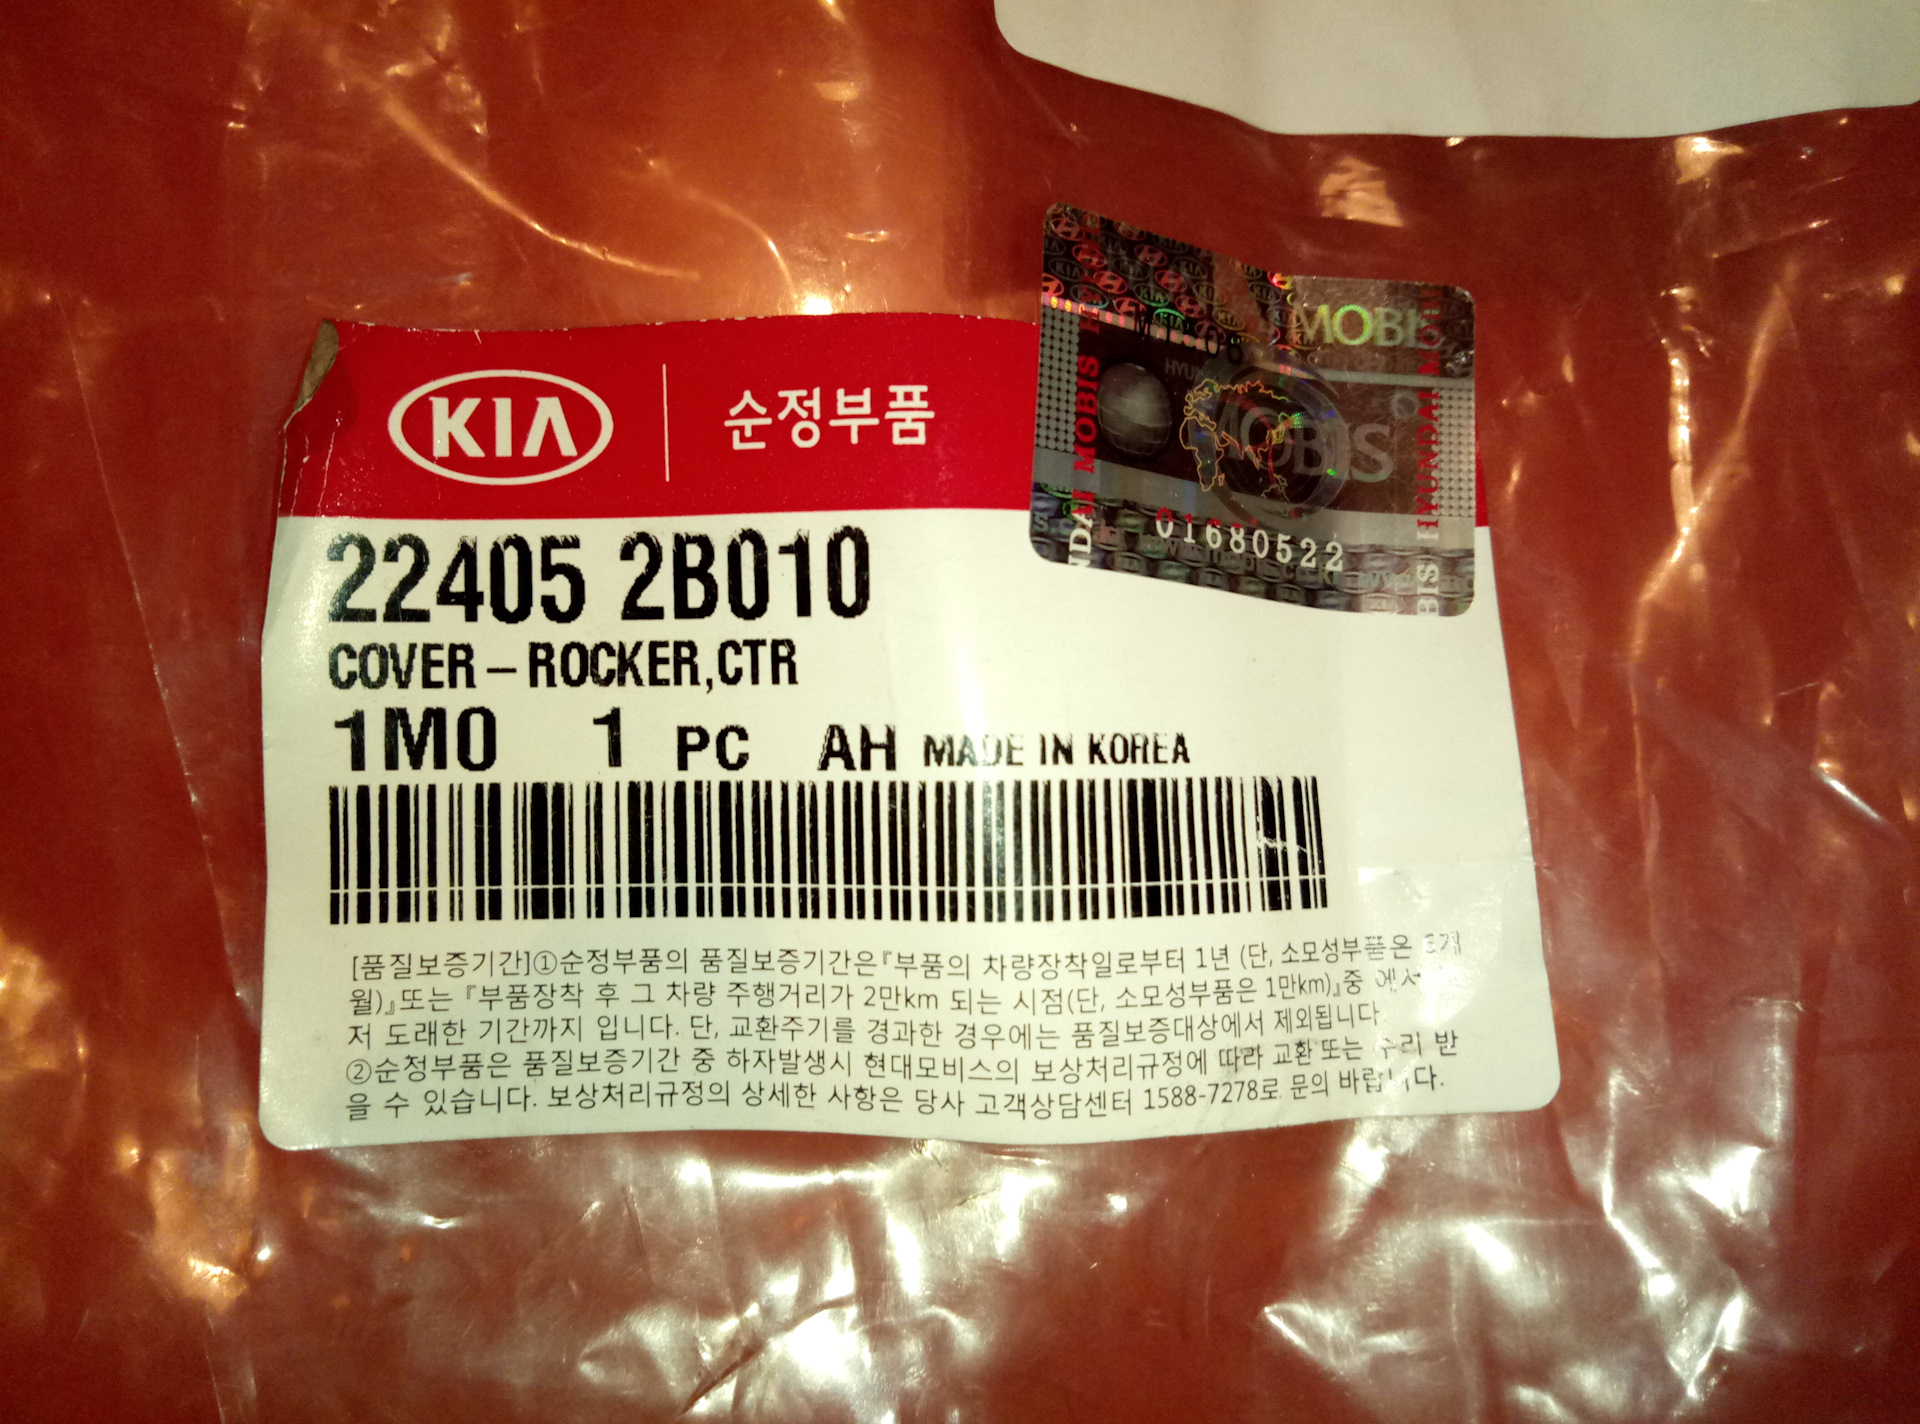 KIA 순정부품
22405 2B010
COVER – ROCKER,CTR
1M0 1 PC AH MADE IN KOREA
[품질보증기간]①순정부품의 품질보증기간은『부품의 차량장착일로부터 1년 (단, 소모성부품은
월)』또는 『부품장착 후 그 차량 주행거리가 2만km 되는 시점(단, 소모성부품은 1만km)』중 에서
저 도래한 기간까지 입니다. 단, 교환주기를 경과한 경우에는 품질보증대상에서 제외됩니다.
②순정부품은 품질보증기간 중 하자발생시 현대모비스의 보상처리규정에 따라 교환 또는 수리 받
을 수 있습니다. 보상처리규정의 상세한 사항은 당사 고객상담센터 1588-7278로 문의 바랍니다.
MOBIS
MOBIS
01680522
HYUNDAI MOBIS